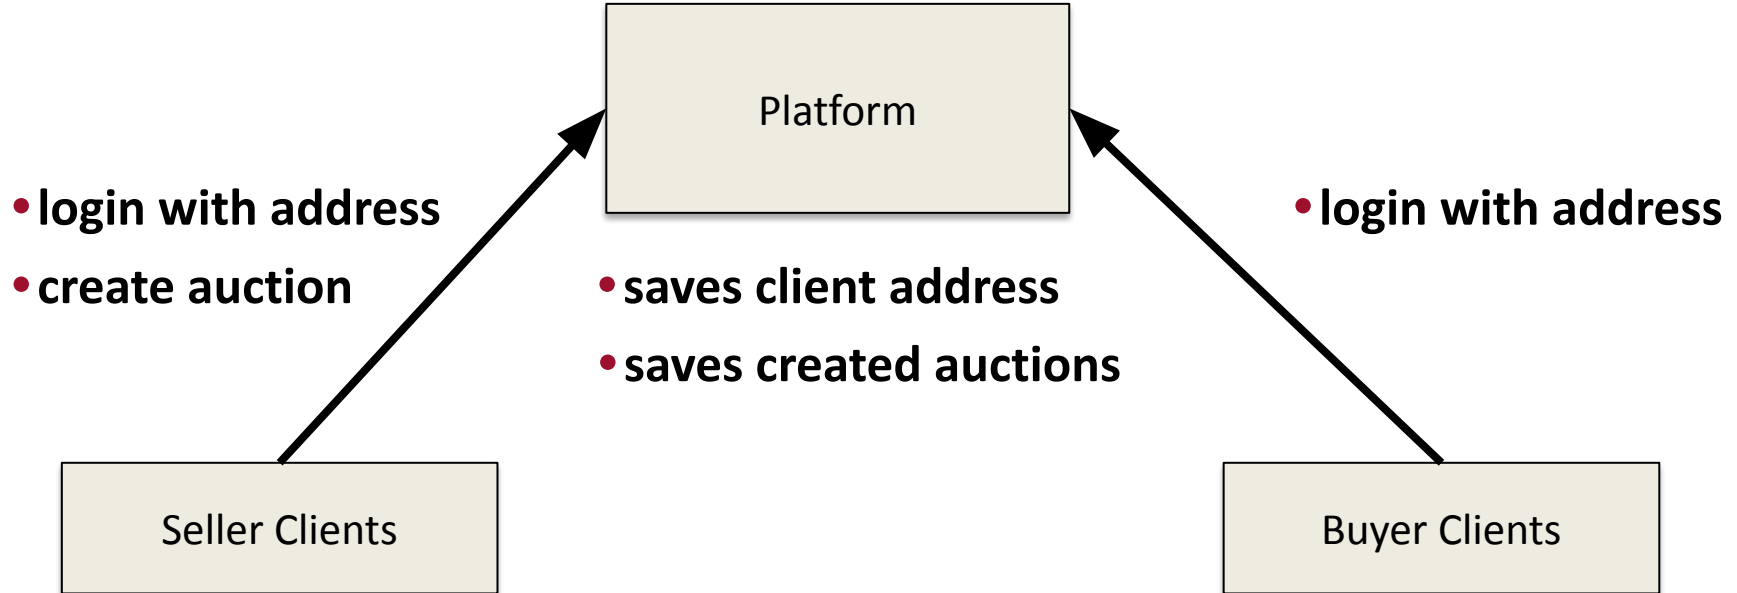 Platform
• login with address
• create auction
• saves client address
• saves created auctions
• login with address
Seller Clients
Buyer Clients